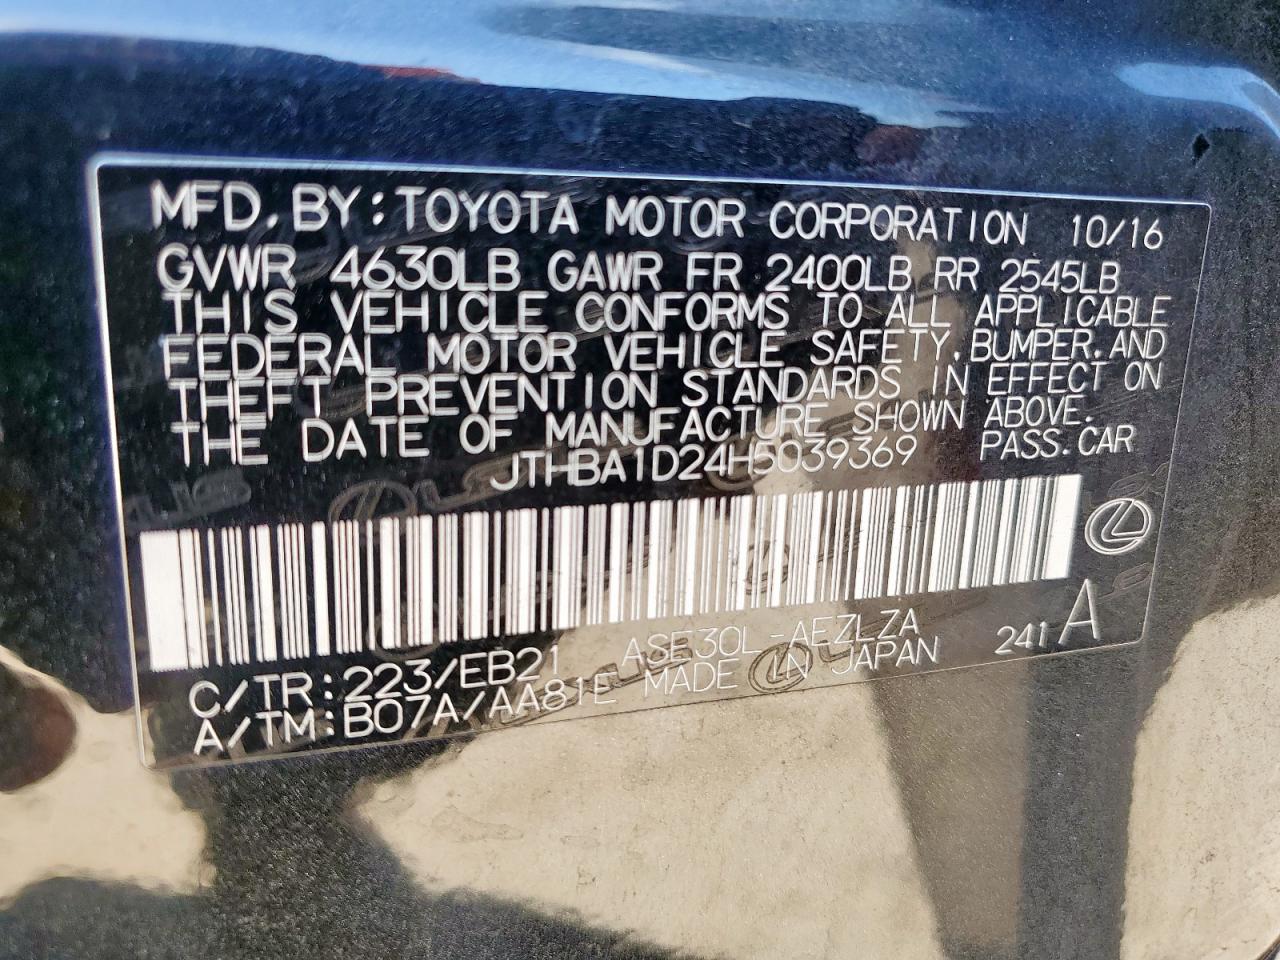 MFD. BY: TOYOTA MOTOR CORPORATION 10/16
GVWR 4630LB GAWR FR 2400LB RR 2545LB
THIS VEHICLE CONFORMS TO ALL APPLICABLE
FEDERAL MOTOR VEHICLE SAFETY, BUMPER, AND
THEFT PREVENTION STANDARDS IN EFFECT ON
THE DATE OF MANUFACTURE SHOWN ABOVE.
JTHBA1D24H5039369 PASS. CAR
C/TR: 223/EB21 ASE30L-AEZLZA
A/TM: B07A/AA81E MADE IN JAPAN 241 A